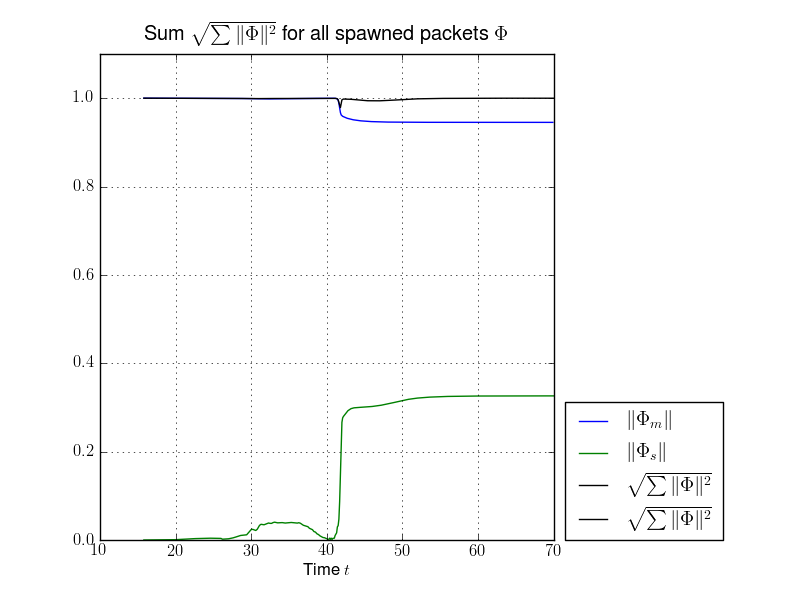 Sum √∑ ‖Φ‖² for all spawned packets Φ
1.0
0.8
0.6
0.4
0.2
0.0
10 20 30 40 50 60 70
Time t
‖Φₘ‖
‖Φₛ‖
√∑ ‖Φ‖²
√∑ ‖Φ‖²